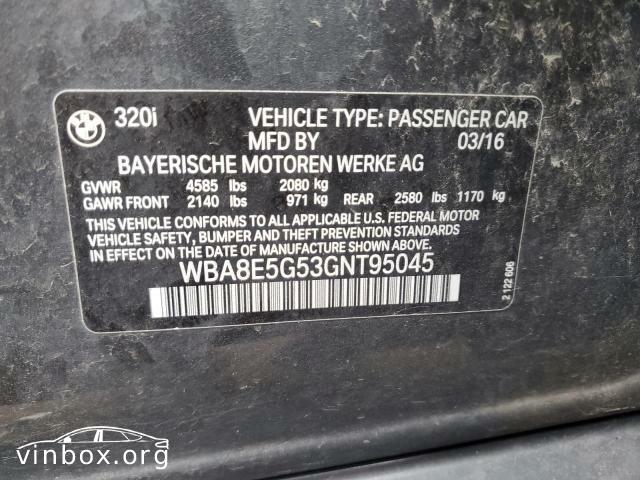 BMW 320i VEHICLE TYPE: PASSENGER CAR
MFD BY 03/16
BAYERISCHE MOTOREN WERKE AG
GVWR 4585 lbs 2080 kg
GAWR FRONT 2140 lbs 971 kg REAR 2580 lbs 1170 kg
THIS VEHICLE CONFORMS TO ALL APPLICABLE U.S. FEDERAL MOTOR
VEHICLE SAFETY, BUMPER AND THEFT PREVENTION STANDARDS
IN EFFECT ON THE DATE OF MANUFACTURE SHOWN ABOVE.
WBA8E5G53GNT95045
2 122 606
vinbox.org